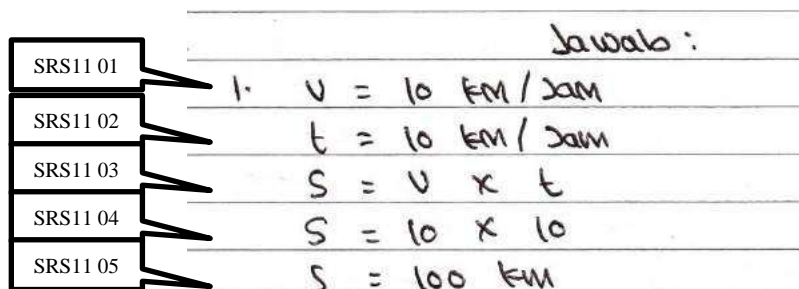 Jawab :
SRS11 01
1. V = 10 km / Jam
SRS11 02
t = 10 km / Jam
SRS11 03
S = V x t
SRS11 04
S = 10 x 10
SRS11 05
S = 100 km